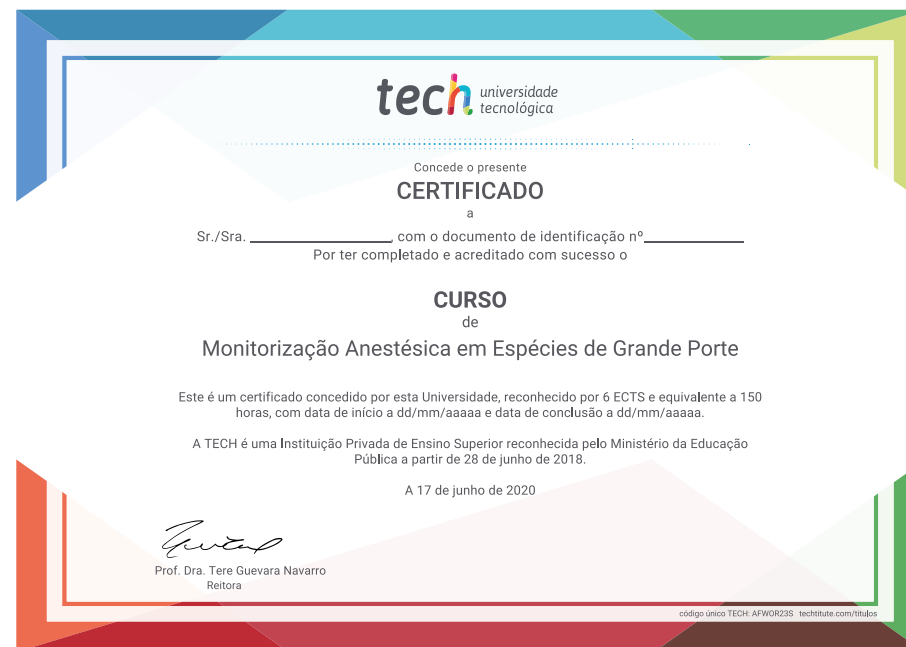 tech universidade
tecnológica
Concede o presente
CERTIFICADO
a
Sr./Sra. ____________, com o documento de identificação nº________
Por ter completado e acreditado com sucesso o
CURSO
de
Monitorização Anestésica em Espécies de Grande Porte
Este é um certificado concedido por esta Universidade, reconhecido por 6 ECTS e equivalente a 150
horas, com data de início a dd/mm/aaaaa e data de conclusão a dd/mm/aaaaa.
A TECH é uma Instituição Privada de Ensino Superior reconhecida pelo Ministério da Educação
Pública a partir de 28 de junho de 2018.
A 17 de junho de 2020
Prof. Dra. Tere Guevara Navarro
Reitora
código único TECH: AFWOR23S techtitute.com/titulos